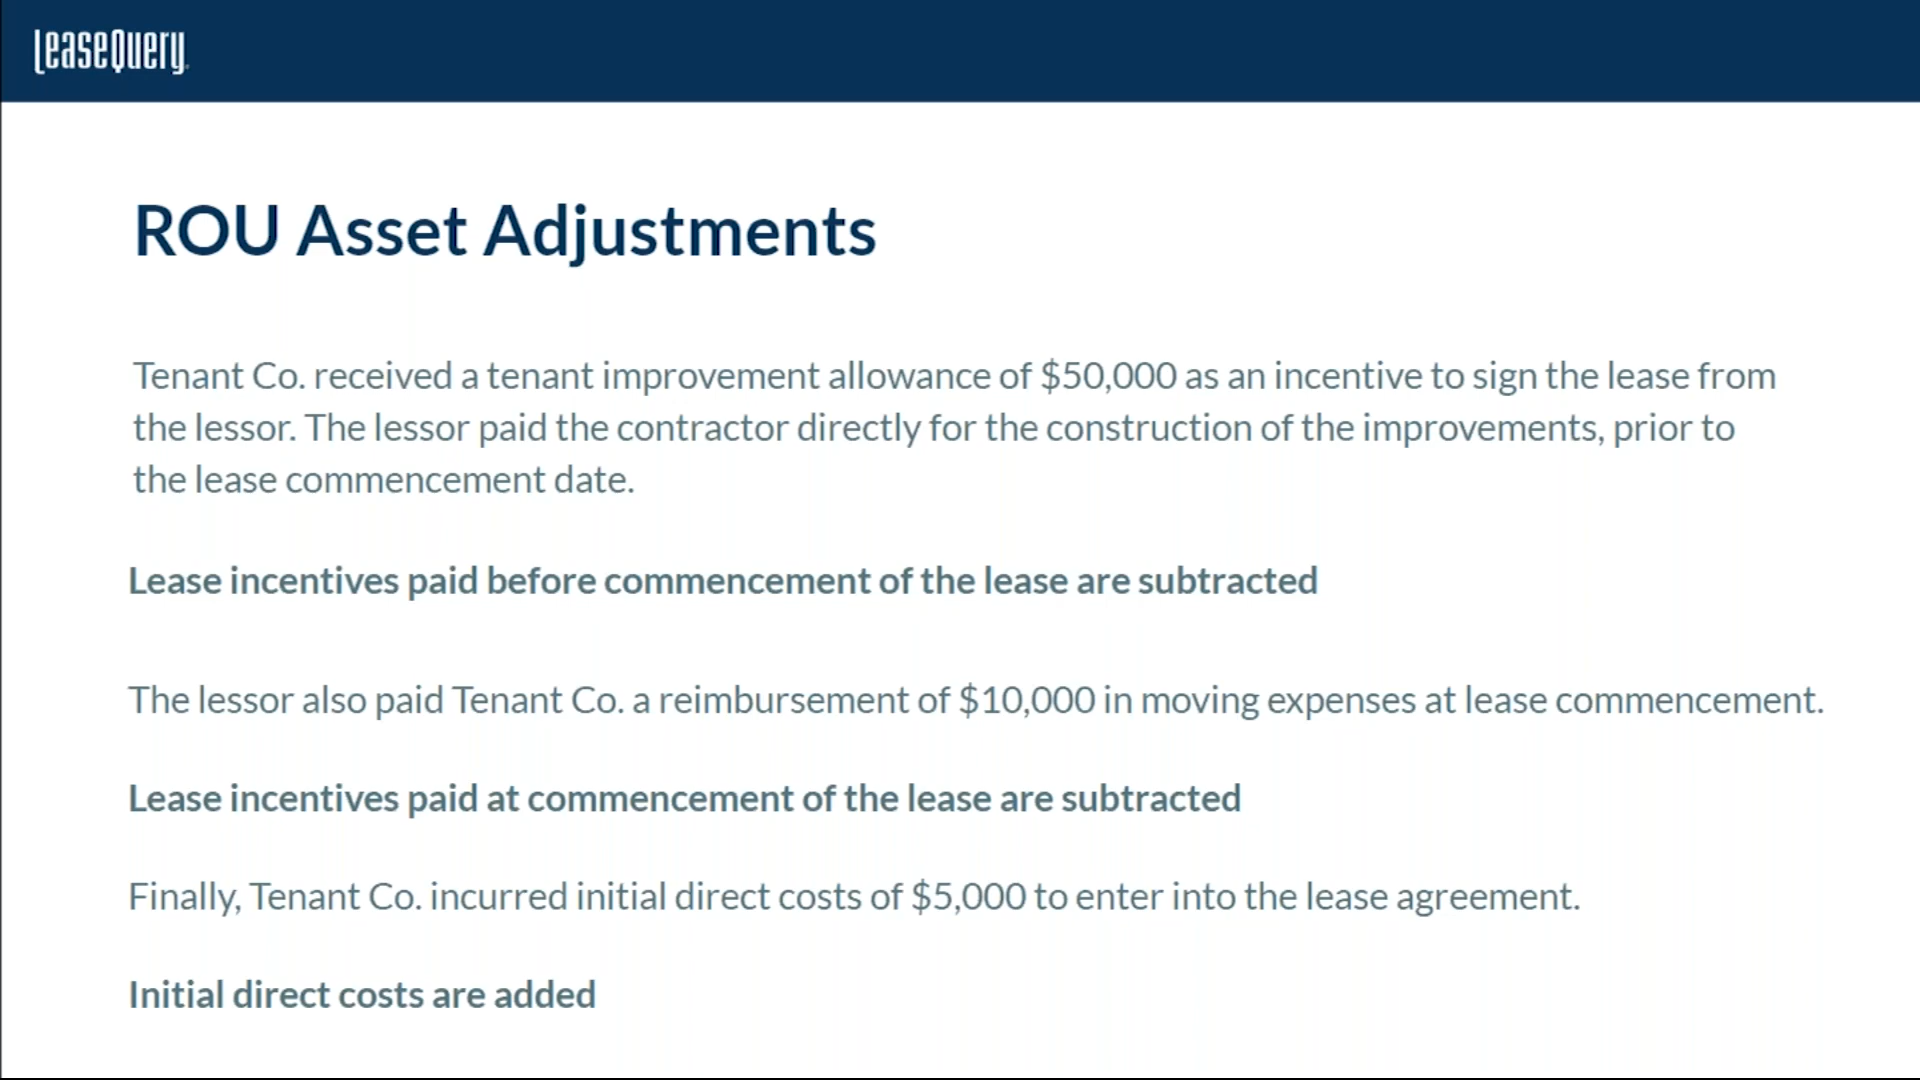 LeaseQuery
ROU Asset Adjustments
Tenant Co. received a tenant improvement allowance of $50,000 as an incentive to sign the lease from
the lessor. The lessor paid the contractor directly for the construction of the improvements, prior to
the lease commencement date.
Lease incentives paid before commencement of the lease are subtracted
The lessor also paid Tenant Co. a reimbursement of $10,000 in moving expenses at lease commencement.
Lease incentives paid at commencement of the lease are subtracted
Finally, Tenant Co. incurred initial direct costs of $5,000 to enter into the lease agreement.
Initial direct costs are added